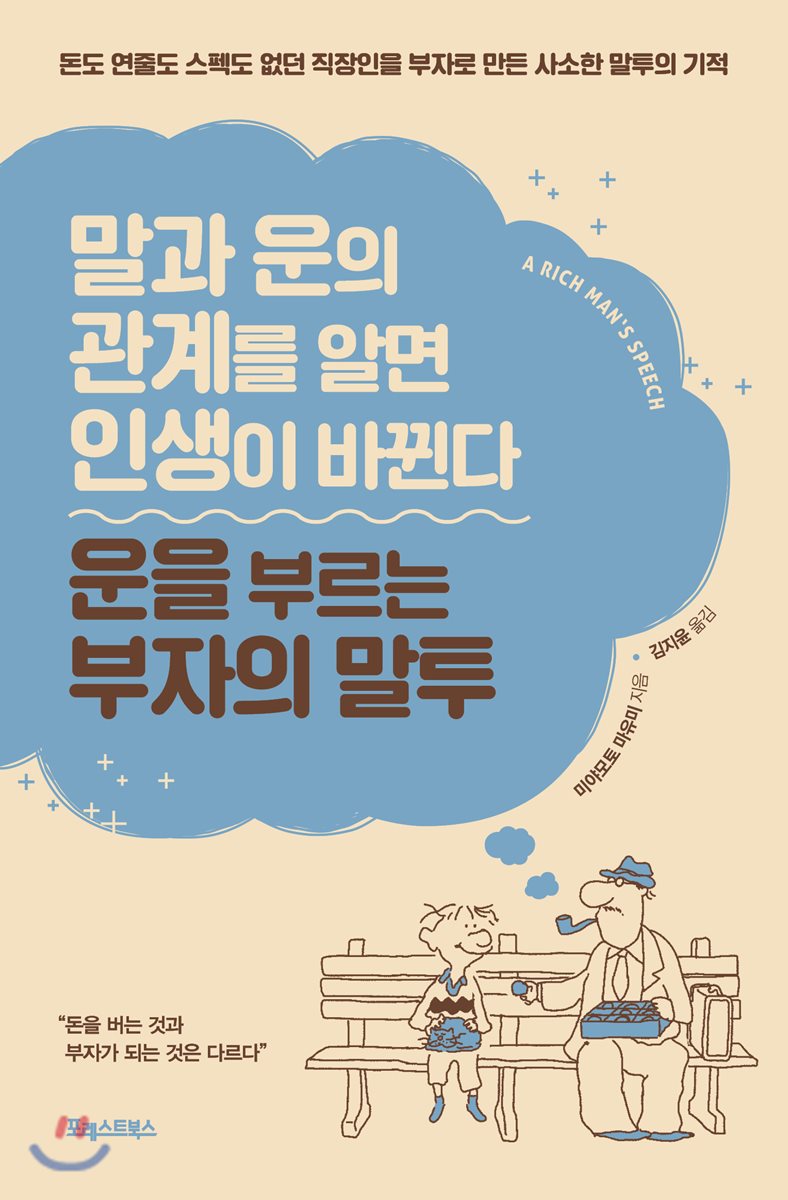 돈도 연줄도 스펙도 없던 직장인을 부자로 만든 사소한 말투의 기적
말과 운의
관계를 알면
인생이 바뀐다
A RICH MAN'S SPEECH
운을 부르는
부자의 말투
미야모토 마유미 지음 • 김지윤 옮김
“돈을 버는 것과
부자가 되는 것은 다르다”
포레스트북스